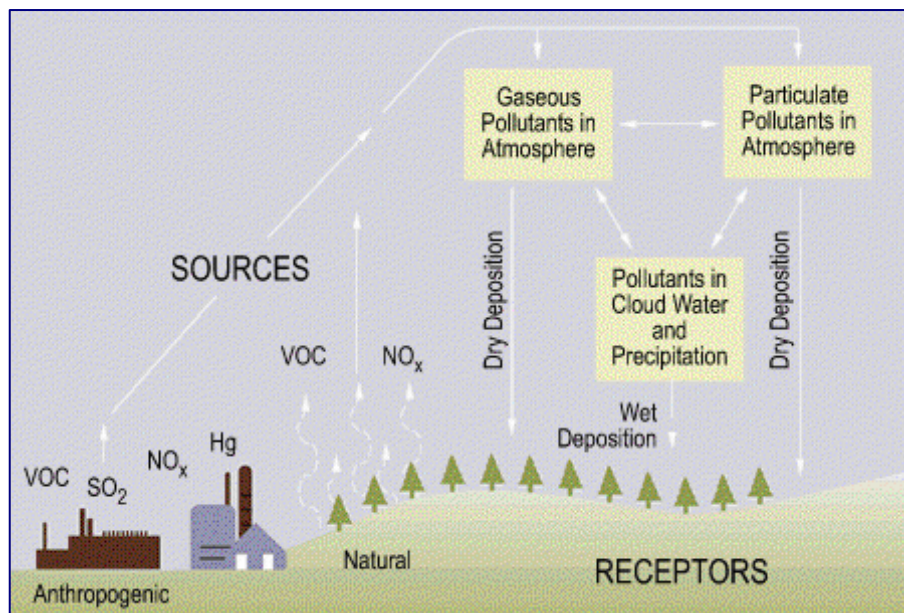 Gaseous
Pollutants in
Atmosphere
Particulate
Pollutants in
Atmosphere
SOURCES
Dry Deposition
Pollutants in
Cloud Water
and
Precipitation
Dry Deposition
VOC
NOx
Wet
Deposition
VOC
SO2
NOx
Hg
Natural
RECEPTORS
Anthropogenic